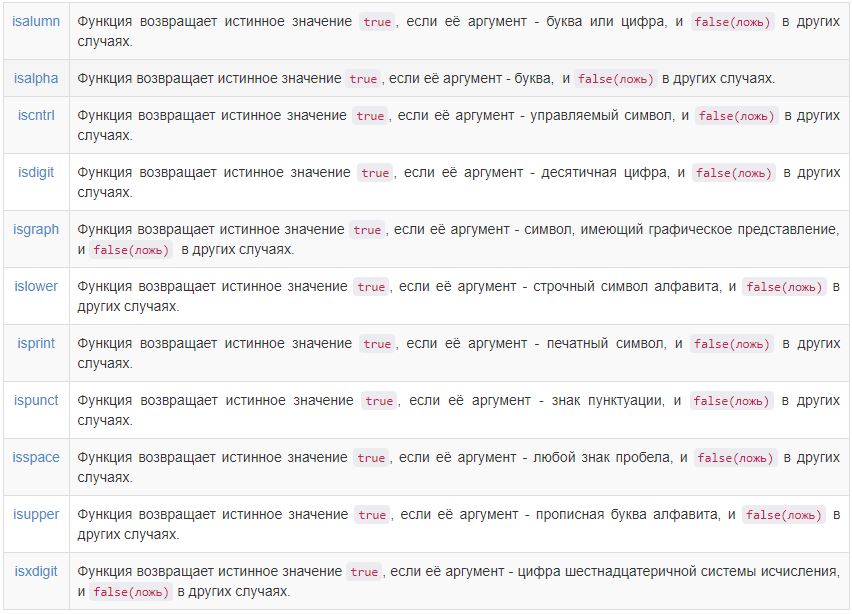 isalumn Функция возвращает истинное значение true, если её аргумент - буква или цифра, и false(ложь) в других
случаях.
isalpha Функция возвращает истинное значение true, если её аргумент - буква, и false(ложь) в других случаях.
iscntrl Функция возвращает истинное значение true, если её аргумент - управляемый символ, и false(ложь) в других
случаях.
isdigit Функция возвращает истинное значение true, если её аргумент - десятичная цифра, и false(ложь) в других
случаях.
isgraph Функция возвращает истинное значение true, если её аргумент - символ, имеющий графическое представление,
и false(ложь) в других случаях.
islower Функция возвращает истинное значение true, если её аргумент - строчный символ алфавита, и false(ложь) в
других случаях.
isprint Функция возвращает истинное значение true, если её аргумент - печатный символ, и false(ложь) в других
случаях.
ispunct Функция возвращает истинное значение true, если её аргумент - знак пунктуации, и false(ложь) в других
случаях.
isspace Функция возвращает истинное значение true, если её аргумент - любой знак пробела, и false(ложь) в других
случаях.
isupper Функция возвращает истинное значение true, если её аргумент - прописная буква алфавита, и false(ложь) в
других случаях.
isxdigit Функция возвращает истинное значение true, если её аргумент - цифра шестнадцатеричной системы исчисления,
и false(ложь) в других случаях.